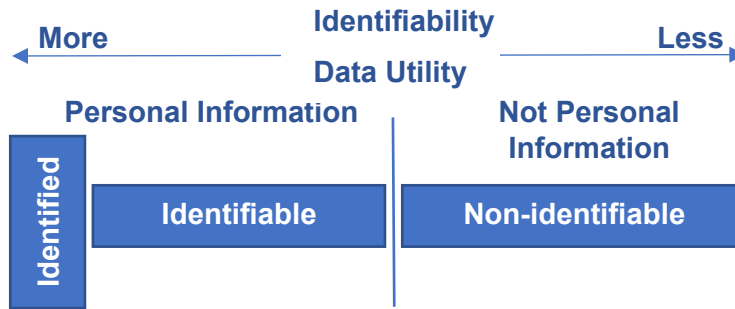 Identifiability
More Less
Data Utility
Personal Information
Not Personal
Information
Identified
Identifiable
Non-identifiable